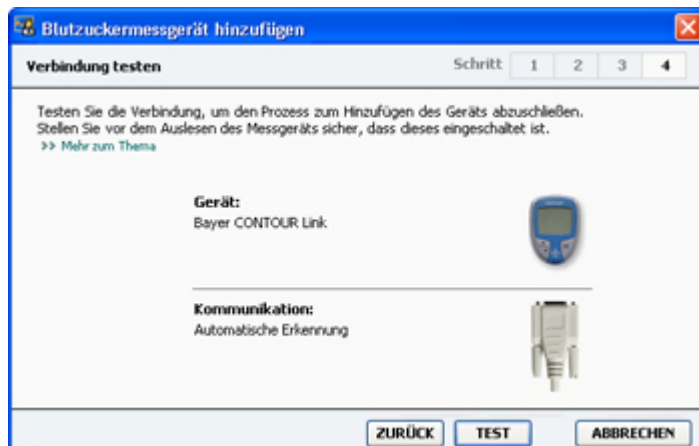 Blutzuckermessgerät hinzufügen
Verbindung testen
Schritt 1 2 3 4
Testen Sie die Verbindung, um den Prozess zum Hinzufügen des Geräts abzuschließen.
Stellen Sie vor dem Auslesen des Messgeräts sicher, dass dieses eingeschaltet ist.
>> Mehr zum Thema
Gerät:
Bayer CONTOUR Link
Kommunikation:
Automatische Erkennung
ZURÜCK TEST ABBRECHEN